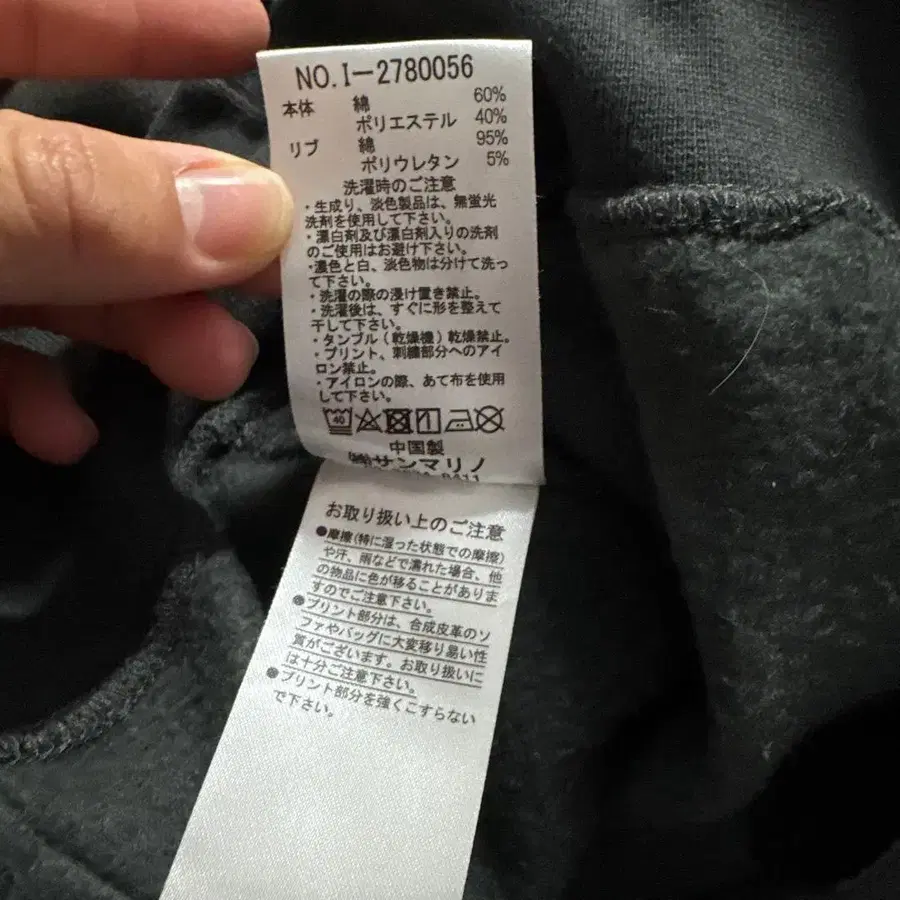 NO.I-2780056
本体 綿 60%
ポリエステル 40%
リブ 綿 95%
ポリウレタン 5%
洗濯時のご注意
・生成り、淡色製品は、無蛍光
洗剤を使用して下さい。
・漂白剤及び漂白剤入りの洗剤
のご使用はお避け下さい。
・濃色と白、淡色物は分けて洗っ
て下さい。
・洗濯の際の浸け置き禁止。
・洗濯後は、すぐに形を整えて
干して下さい。
・タンブル(乾燥機)乾燥禁止。
・プリント、刺繍部分へのアイ
ロン禁止。
・アイロンの際、あて布を使用
して下さい。
40
中国製
㈱サンマリノ
お取り扱い上のご注意
●摩擦(特に湿った状態での摩擦)
や汗、雨などで濡れた場合、他
の物品に色が移ることがありま
すのでご注意下さい。
●プリント部分は、合成皮革のソ
ファやバッグに大変移り易い性
質がございます。お取り扱いに
は十分ご注意下さい。
●プリント部分を強くこすらない
で下さい。